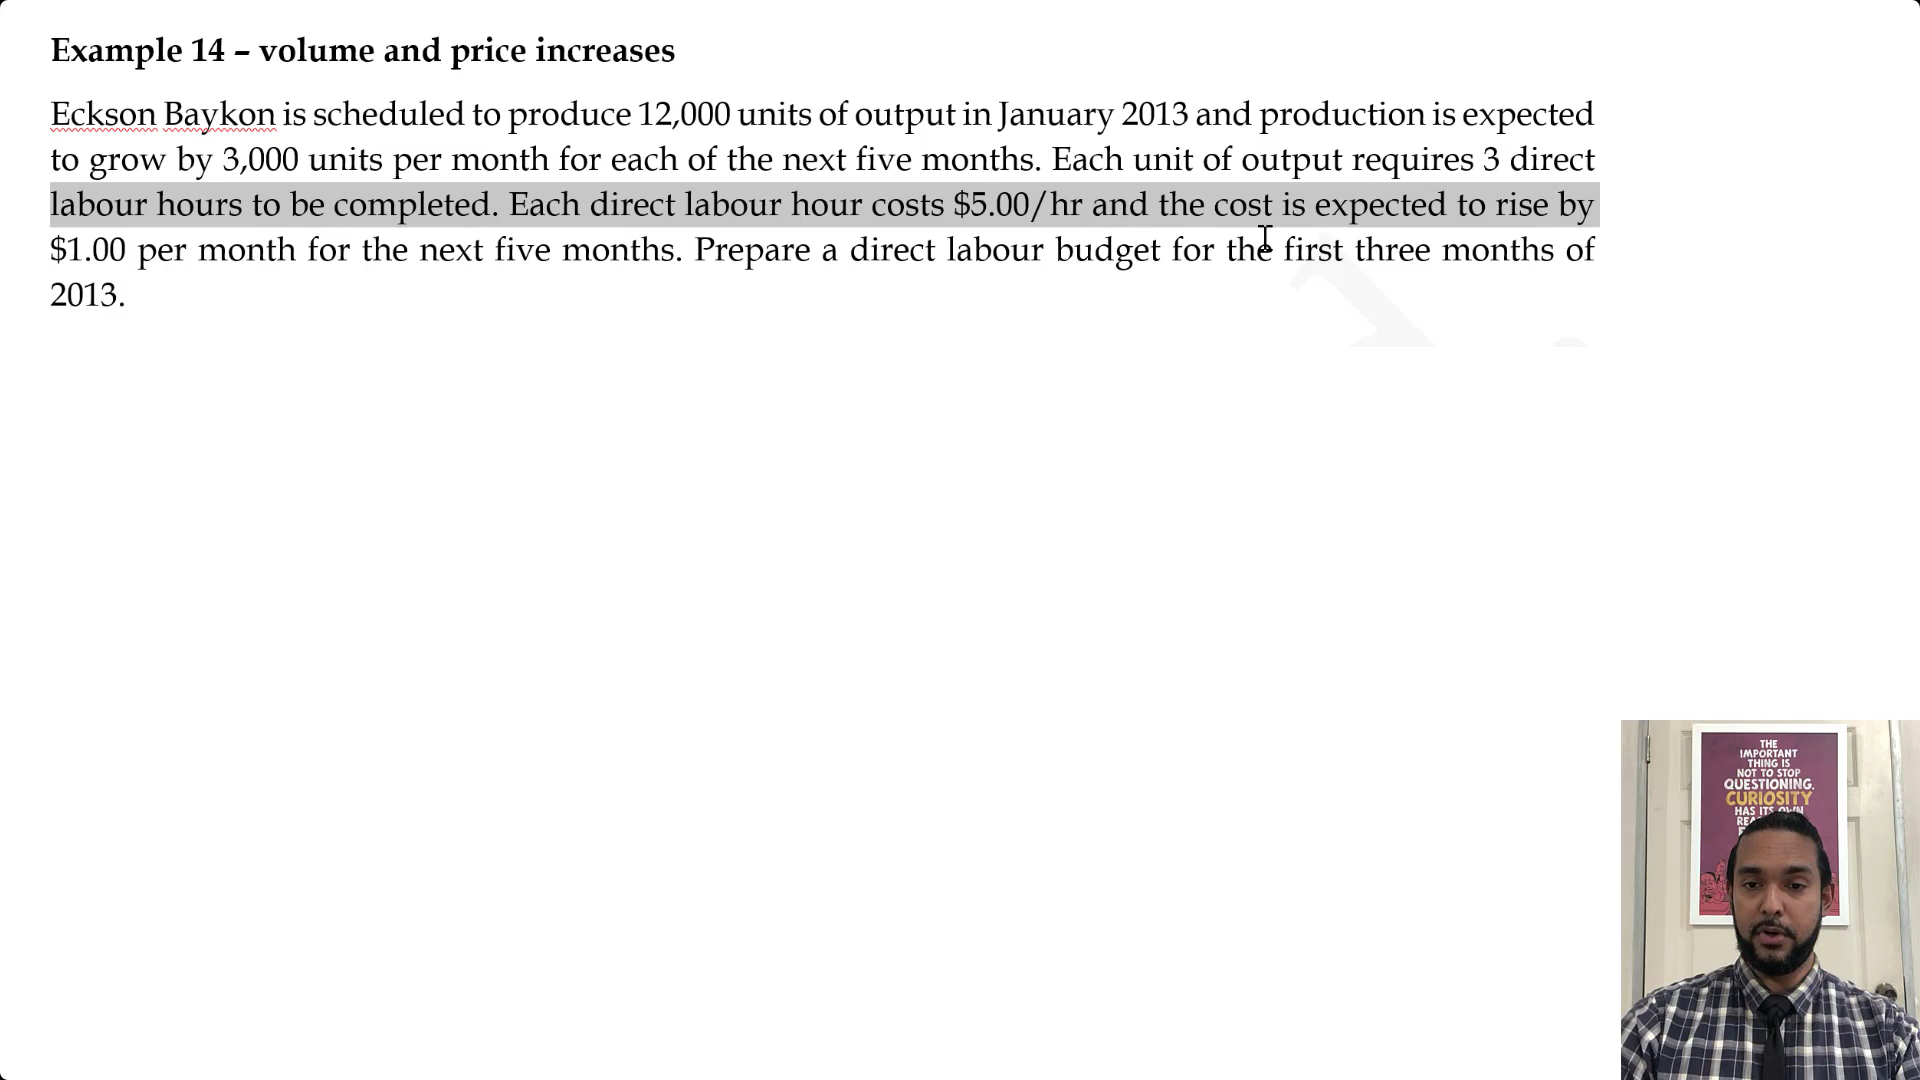 Example 14 – volume and price increases
Eckson Baykon is scheduled to produce 12,000 units of output in January 2013 and production is expected
to grow by 3,000 units per month for each of the next five months. Each unit of output requires 3 direct
labour hours to be completed. Each direct labour hour costs $5.00/hr and the cost is expected to rise by
$1.00 per month for the next five months. Prepare a direct labour budget for the first three months of
2013.
THE
IMPORTANT
THING IS
NOT TO STOP
QUESTIONING.
CURIOSITY
HAS ITS OWN